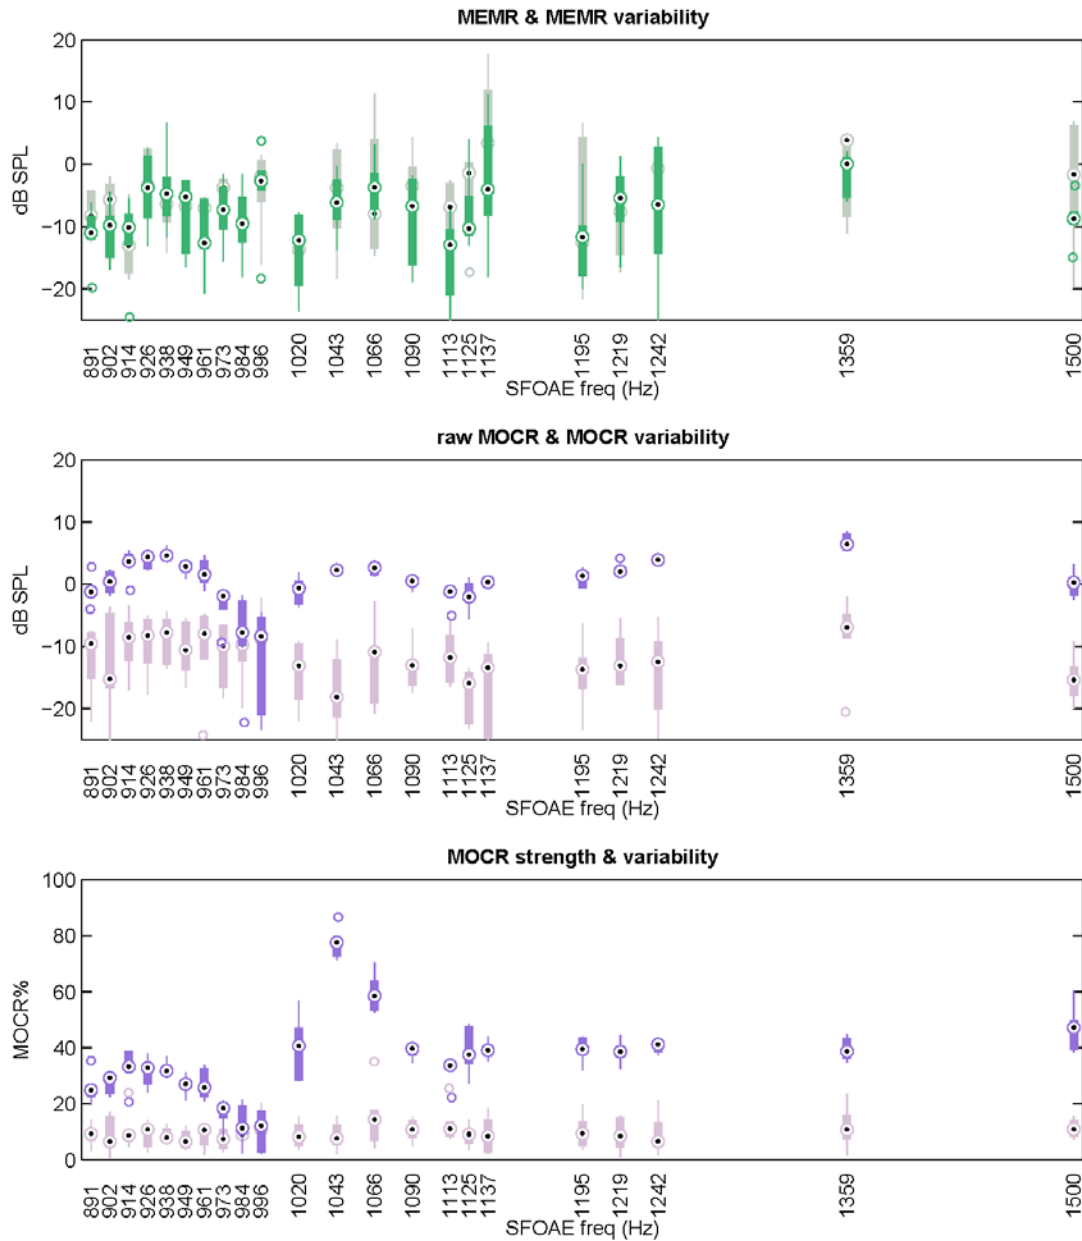 MEMR & MEMR variability
20
10
0
−10
−20
dB SPL
891 902 914 926 938 949 961 973 984 996 1020 1043 1066 1090 1113 1125 1137 1195 1219 1242 1359 1500
SFOAE freq (Hz)
raw MOCR & MOCR variability
20
10
0
−10
−20
dB SPL
891 902 914 926 938 949 961 973 984 996 1020 1043 1066 1090 1113 1125 1137 1195 1219 1242 1359 1500
SFOAE freq (Hz)
MOCR strength & variability
100
80
60
40
20
0
MOCR%
891 902 914 926 938 949 961 973 984 996 1020 1043 1066 1090 1113 1125 1137 1195 1219 1242 1359 1500
SFOAE freq (Hz)